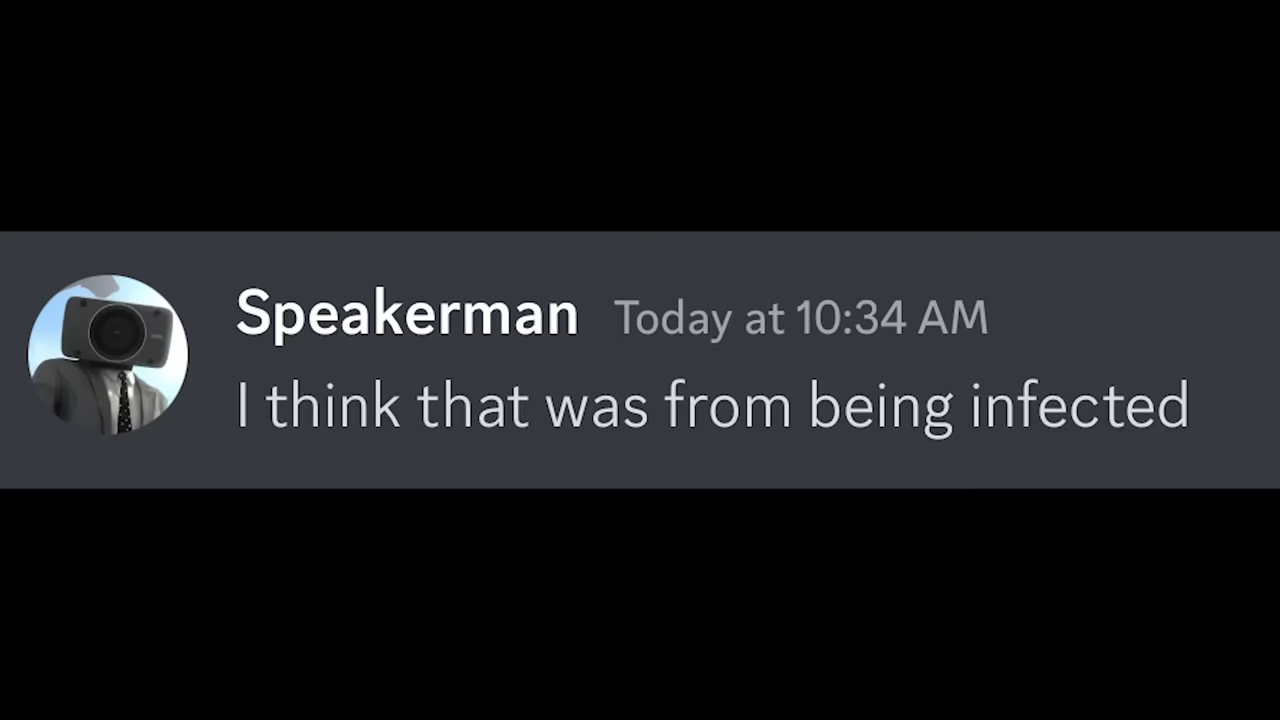 Speakerman Today at 10:34 AM
I think that was from being infected